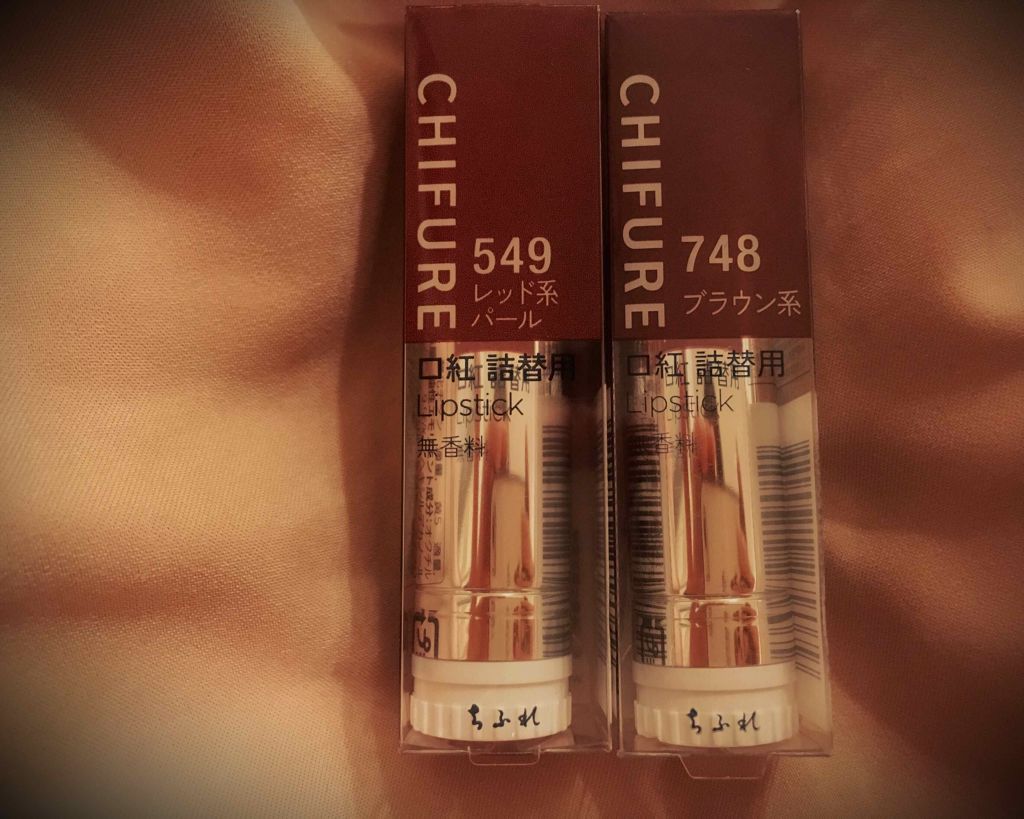 CHIFURE
549
レッド系
パール
口紅 詰替用
Lipstick
無香料
ちふれ
CHIFURE
748
ブラウン系
口紅 詰替用
Lipstick
無香料
ちふれ